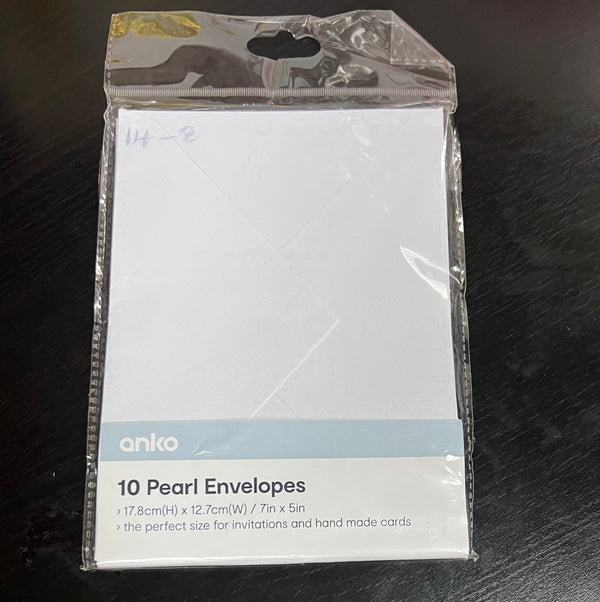 14-8
anko
10 Pearl Envelopes
› 17.8cm(H) x 12.7cm(W) / 7in x 5in
› the perfect size for invitations and hand made cards